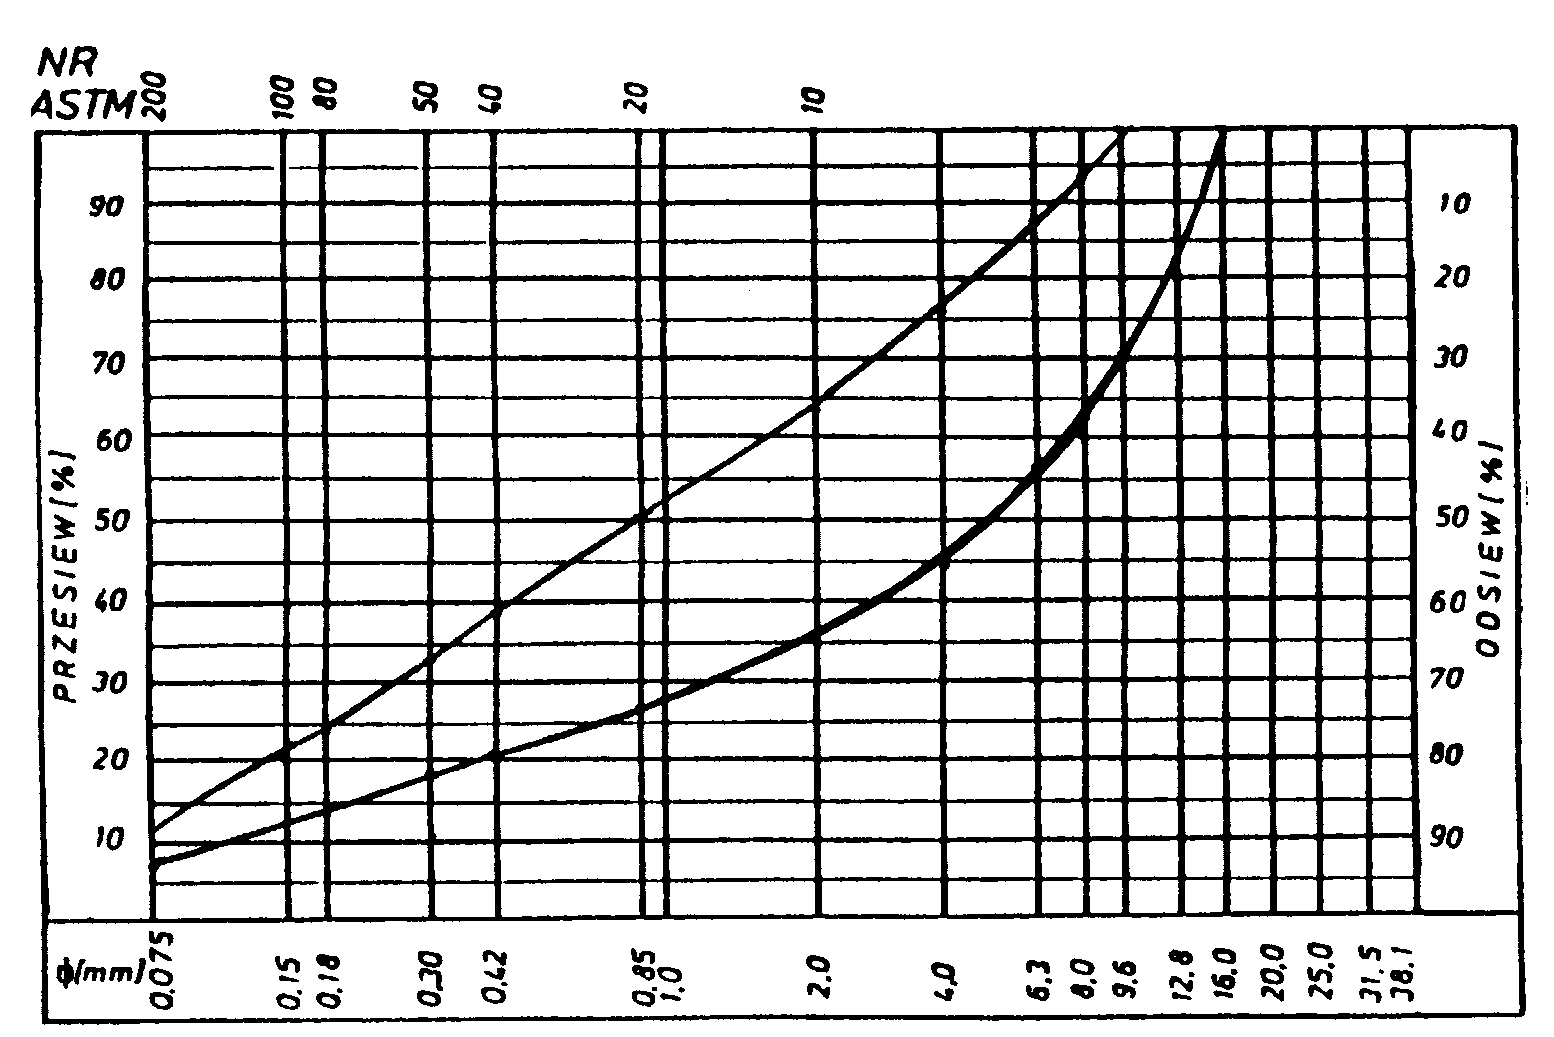 NR
ASTM 200 100 80 50 40 20 10
90 10
80 20
70 30
60 40
50 50
40 60
30 70
20 80
10 90
PRZESIEW [%]
ODSIEW [%]
ϕ[mm] 0.075 0.15 0.18 0.30 0.42 0.85 1.0 2.0 4.0 6.3 8.0 9.6 12.8 16.0 20.0 25.0 31.5 38.1